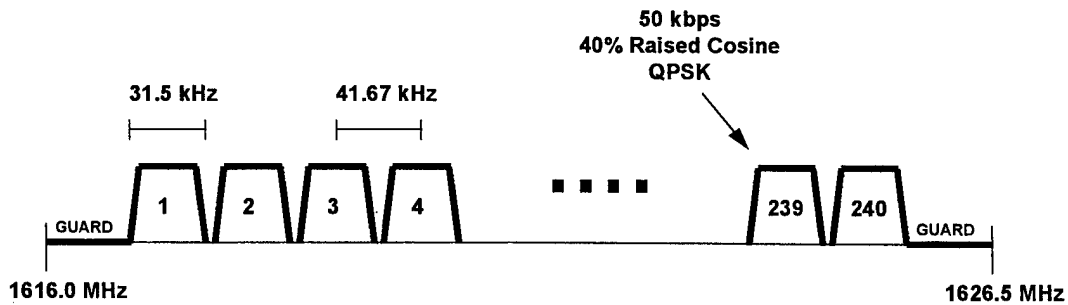 50 kbps
40% Raised Cosine
QPSK
31.5 kHz
41.67 kHz
GUARD
1
2
3
4
239
240
GUARD
1616.0 MHz
1626.5 MHz